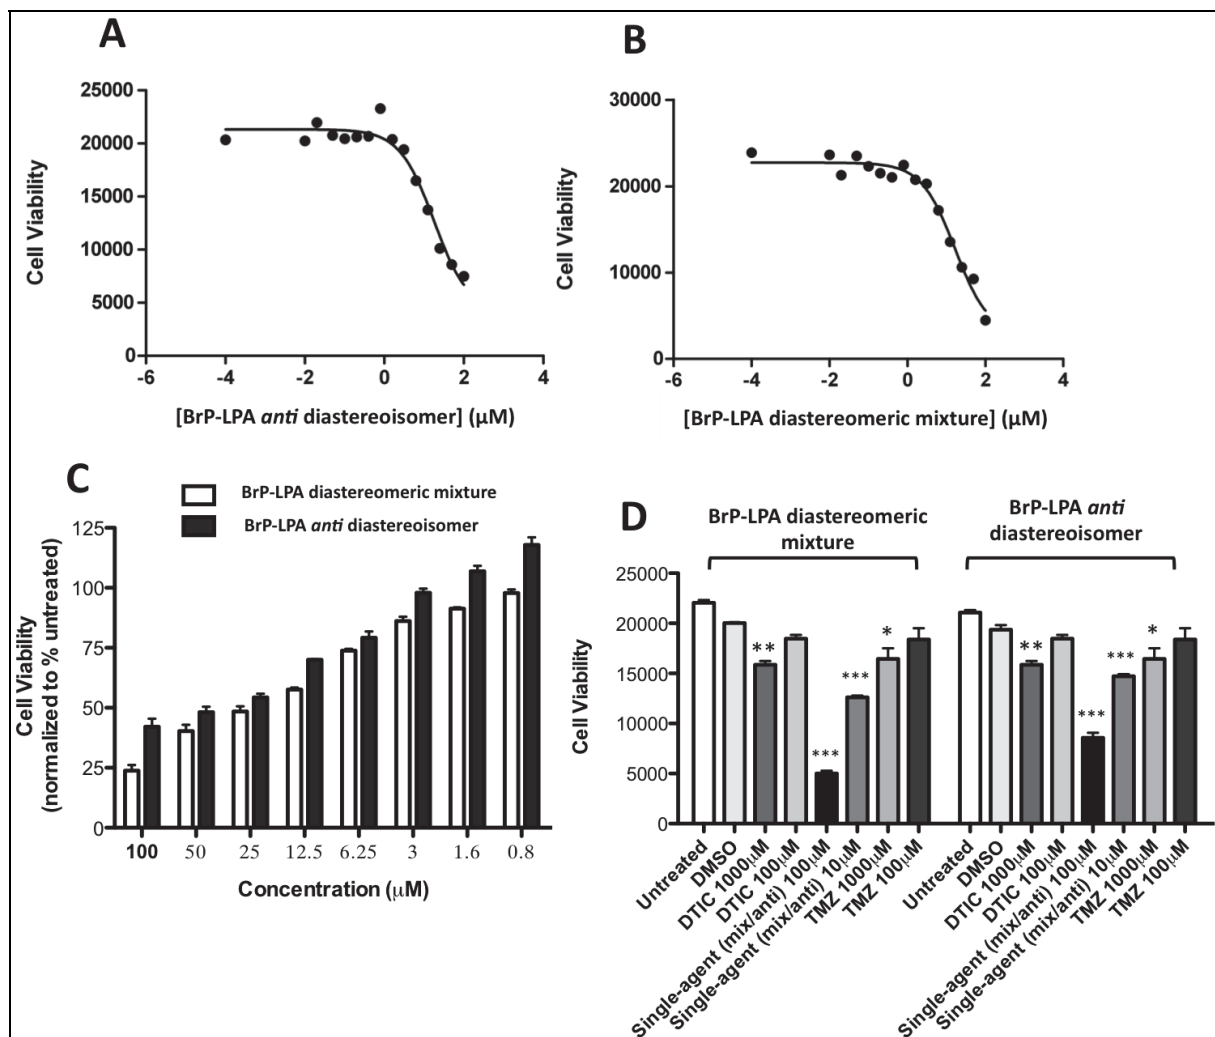 A
25000
20000
15000
10000
5000
0
Cell Viability
-6 -4 -2 0 2 4
[BrP-LPA anti diastereoisomer] (μM)
B
30000
20000
10000
0
Cell Viability
-6 -4 -2 0 2 4
[BrP-LPA diastereomeric mixture] (μM)
C
BrP-LPA diastereomeric mixture
BrP-LPA anti diastereoisomer
125
100
75
50
25
0
Cell Viability
(normalized to % untreated)
100 50 25 12.5 6.25 3 1.6 0.8
Concentration (μM)
D
BrP-LPA diastereomeric
mixture
BrP-LPA anti
diastereoisomer
25000
20000
15000
10000
5000
0
Cell Viability
** *** *** *
** *** *** *
Untreated
DMSO
DTIC 1000μM
DTIC 100μM
Single-agent (mix/anti) 100μM
Single-agent (mix/anti) 10μM
TMZ 1000μM
TMZ 100μM
Untreated
DMSO
DTIC 1000μM
DTIC 100μM
Single-agent (mix/anti) 100μM
Single-agent (mix/anti) 10μM
TMZ 1000μM
TMZ 100μM